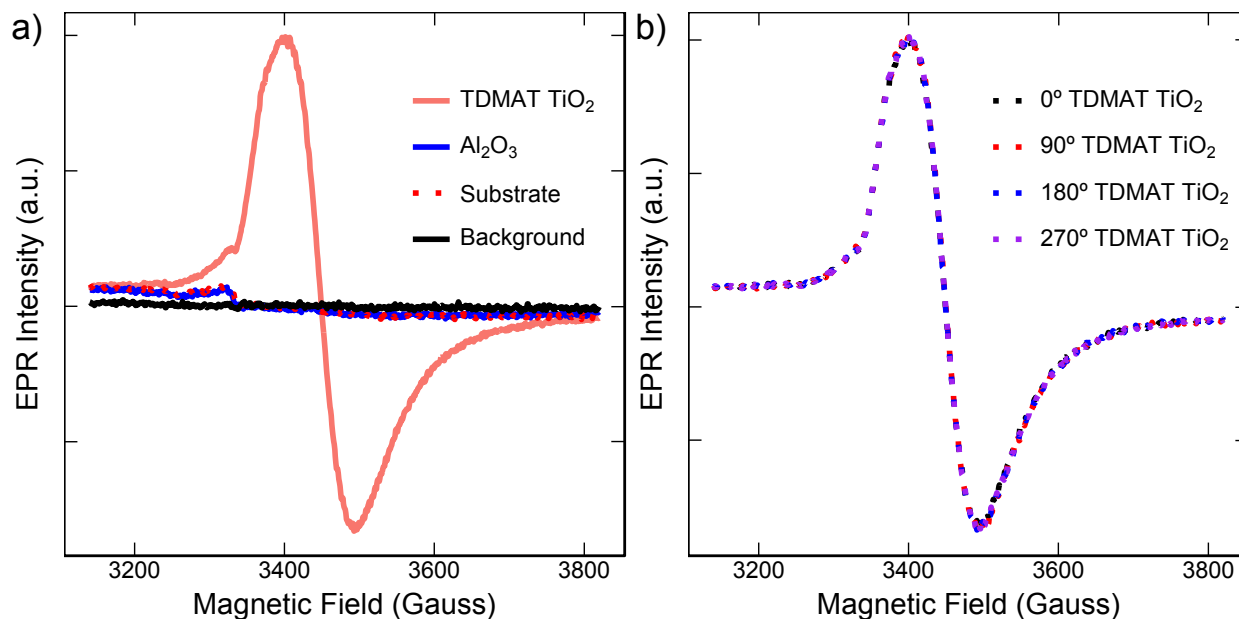 a)
EPR Intensity (a.u.)
TDMAT TiO₂
Al₂O₃
Substrate
Background
3200 3400 3600 3800
Magnetic Field (Gauss)
b)
EPR Intensity (a.u.)
0º TDMAT TiO₂
90º TDMAT TiO₂
180º TDMAT TiO₂
270º TDMAT TiO₂
3200 3400 3600 3800
Magnetic Field (Gauss)